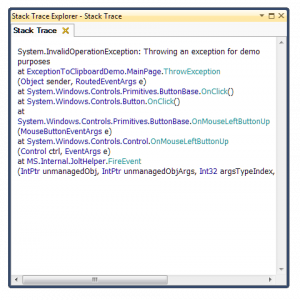 Stack Trace Explorer - Stack Trace
Stack Trace
System.InvalidOperationException: Throwing an exception for demo
purposes
at ExceptionToClipboardDemo.MainPage.ThrowException
(Object sender, RoutedEventArgs e)
at System.Windows.Controls.Primitives.ButtonBase.OnClick()
at System.Windows.Controls.Button.OnClick()
at
System.Windows.Controls.Primitives.ButtonBase.OnMouseLeftButtonUp
(MouseButtonEventArgs e)
at System.Windows.Controls.Control.OnMouseLeftButtonUp
(Control ctrl, EventArgs e)
at MS.Internal.JoltHelper.FireEvent
(IntPtr unmanagedObj, IntPtr unmanagedObjArgs, Int32 argsTypeIndex,